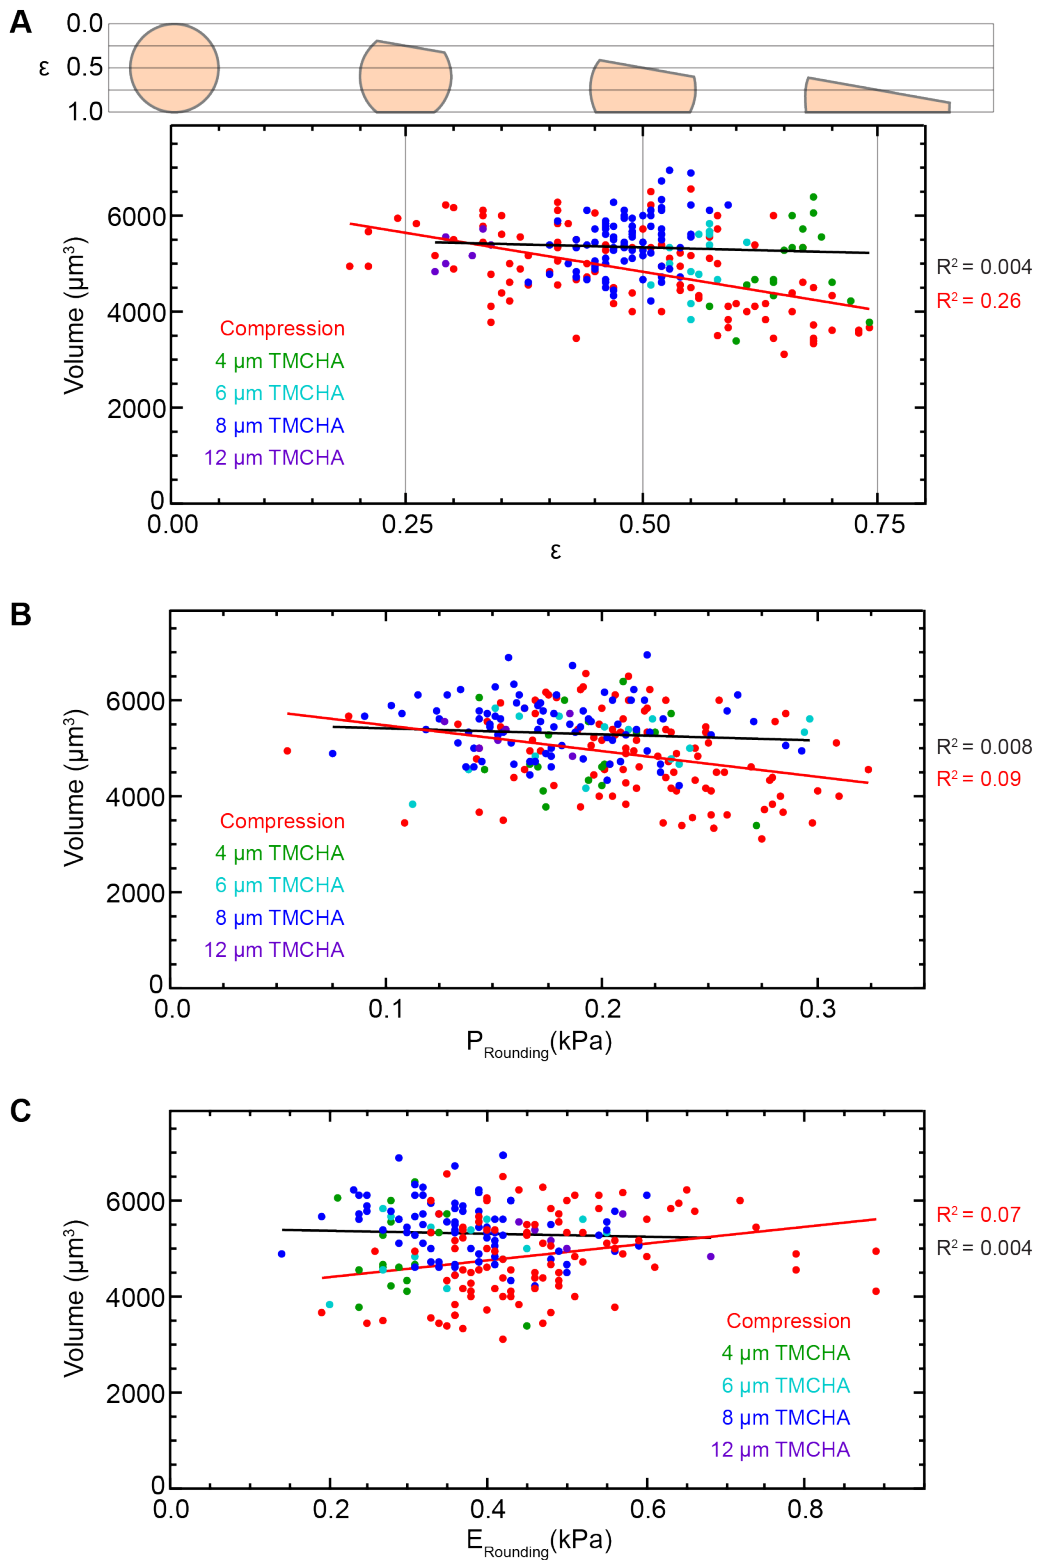 A
0.0
ε 0.5
1.0
6000
4000
2000
0
Volume (µm³)
R² = 0.004
R² = 0.26
Compression
4 µm TMCHA
6 µm TMCHA
8 µm TMCHA
12 µm TMCHA
0.00 0.25 0.50 0.75
ε
B
6000
4000
2000
0
Volume (µm³)
R² = 0.008
R² = 0.09
Compression
4 µm TMCHA
6 µm TMCHA
8 µm TMCHA
12 µm TMCHA
0.0 0.1 0.2 0.3
P Rounding (kPa)
C
6000
4000
2000
0
Volume (µm³)
R² = 0.07
R² = 0.004
Compression
4 µm TMCHA
6 µm TMCHA
8 µm TMCHA
12 µm TMCHA
0.0 0.2 0.4 0.6 0.8
E Rounding (kPa)